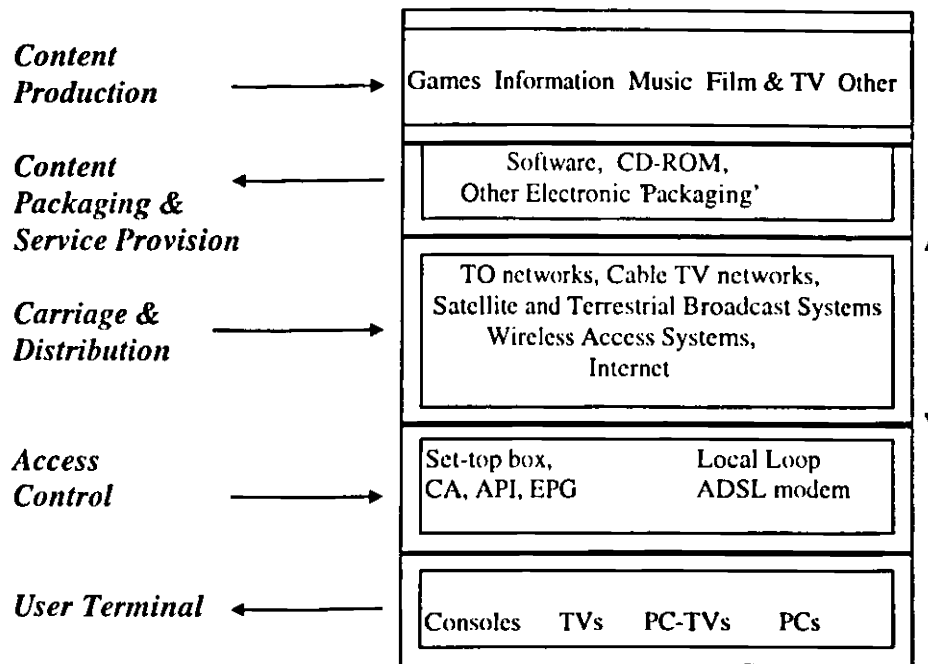 Content
Production
Games Information Music Film & TV Other
Content
Packaging &
Service Provision
Software, CD-ROM,
Other Electronic 'Packaging'
Carriage &
Distribution
TO networks, Cable TV networks,
Satellite and Terrestrial Broadcast Systems
Wireless Access Systems,
Internet
Access
Control
Set-top box, Local Loop
CA, API, EPG ADSL modem
User Terminal
Consoles TVs PC-TVs PCs